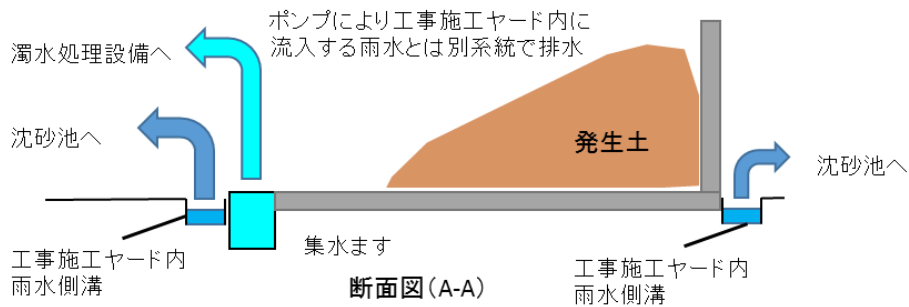 ポンプにより工事施工ヤード内に
流入する雨水とは別系統で排水
濁水処理設備へ
沈砂池へ
発生土
沈砂池へ
集水ます
工事施工ヤード内
雨水側溝
工事施工ヤード内
雨水側溝
断面図(A-A)